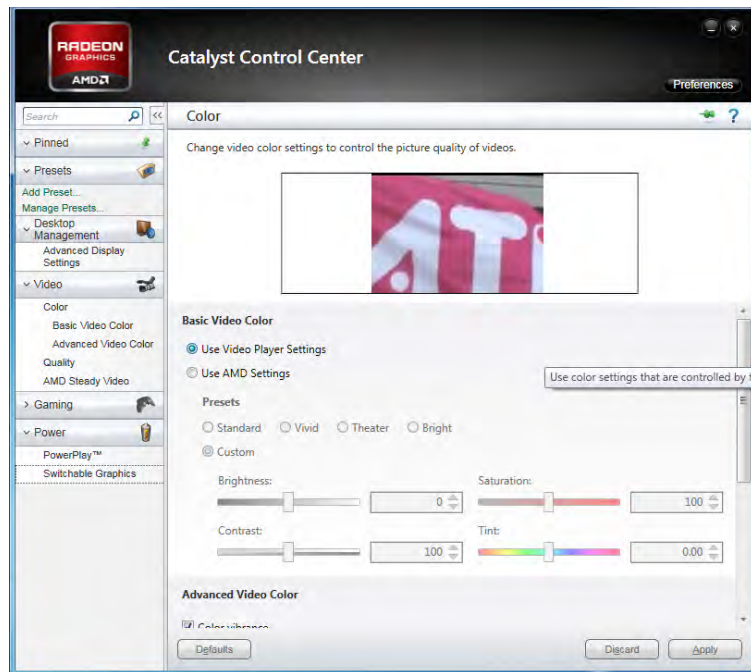 RADEON
GRAPHICS
AMD
Catalyst Control Center
Preferences
Search
<<
Color
?
Pinned
Change video color settings to control the picture quality of videos.
Presets
Add Preset...
Manage Presets...
Desktop
Management
Advanced Display
Settings
Video
Color
Basic Video Color
Advanced Video Color
Quality
AMD Steady Video
Gaming
Power
PowerPlay™
Switchable Graphics
ATI
Basic Video Color
Use Video Player Settings
Use AMD Settings
Use color settings that are controlled by
Presets
Standard Vivid Theater Bright
Custom
Brightness: Saturation:
0 100
Contrast: Tint:
100 0.00
Advanced Video Color
Color vibrance
Defaults Discard Apply